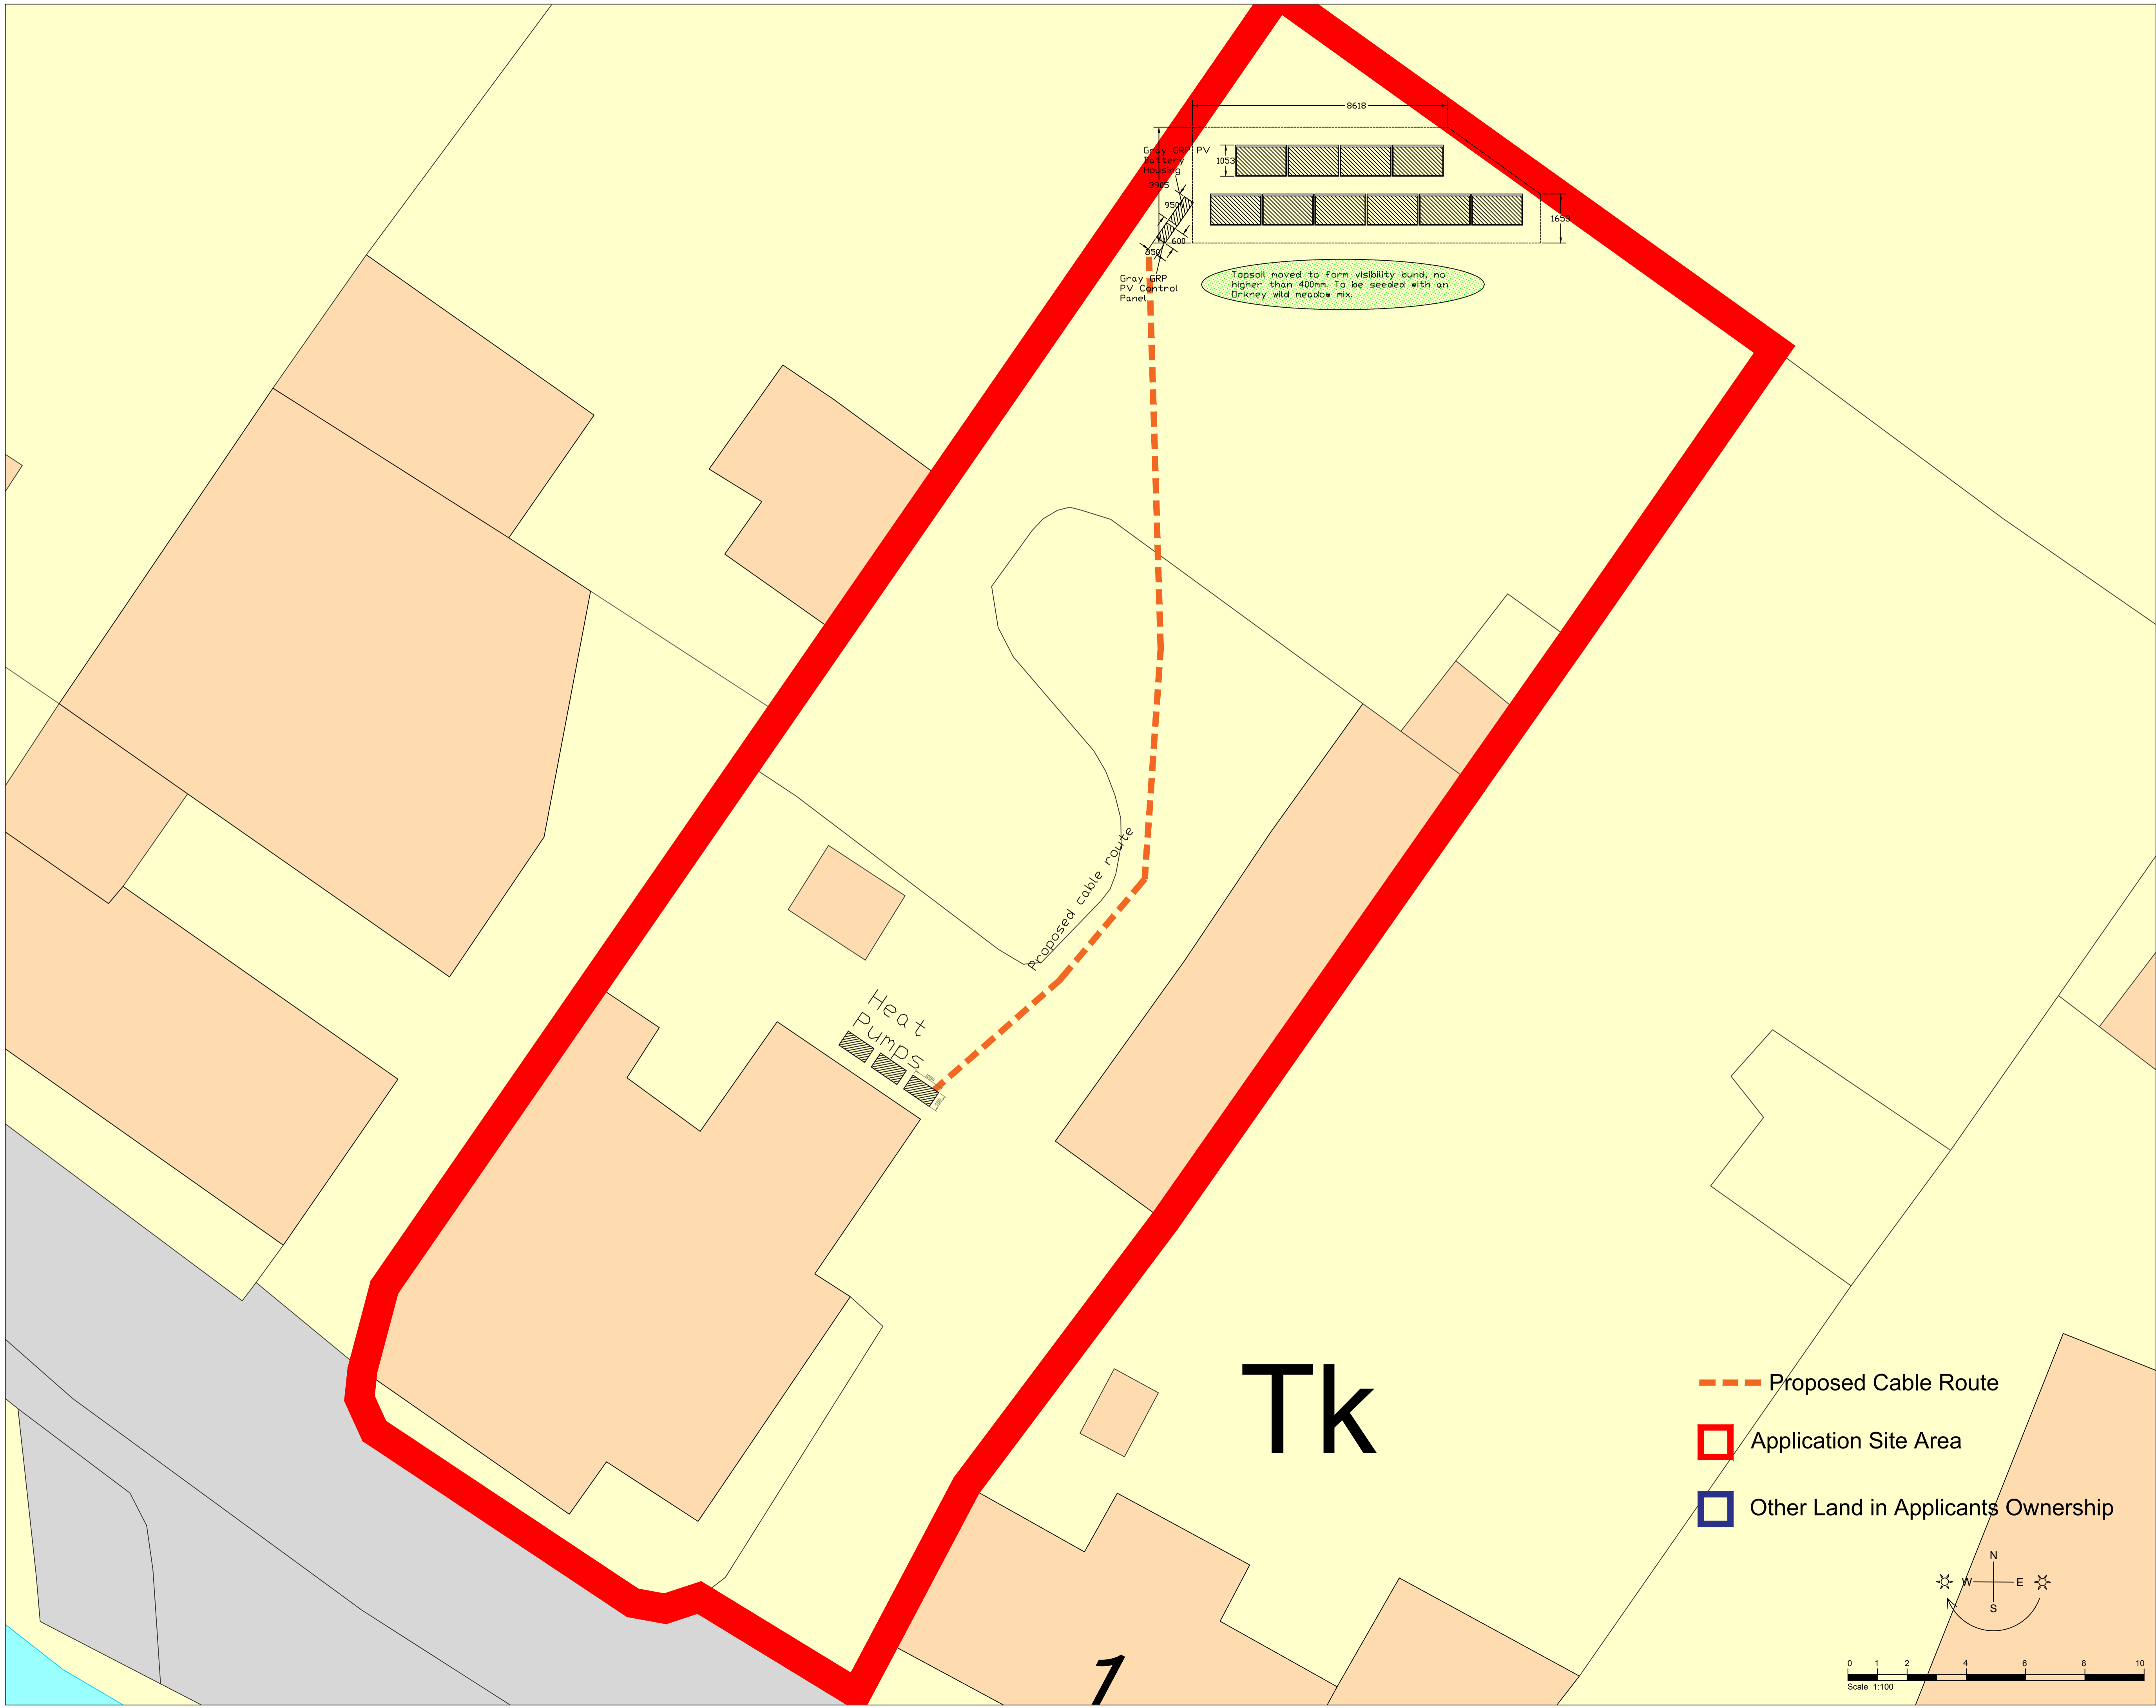 8618
Gray GRP PV
Battery
Housing
1053
3905
950
600
850
1653
Gray GRP
PV Control
Panel
Topsoil moved to form visibility bund, no
higher than 400mm. To be seeded with an
Orkney wild meadow mix.
Proposed cable route
Heat
Pumps
Tk
1
Proposed Cable Route
Application Site Area
Other Land in Applicants Ownership
N
W E
S
0 1 2 4 6 8 10
Scale 1:100